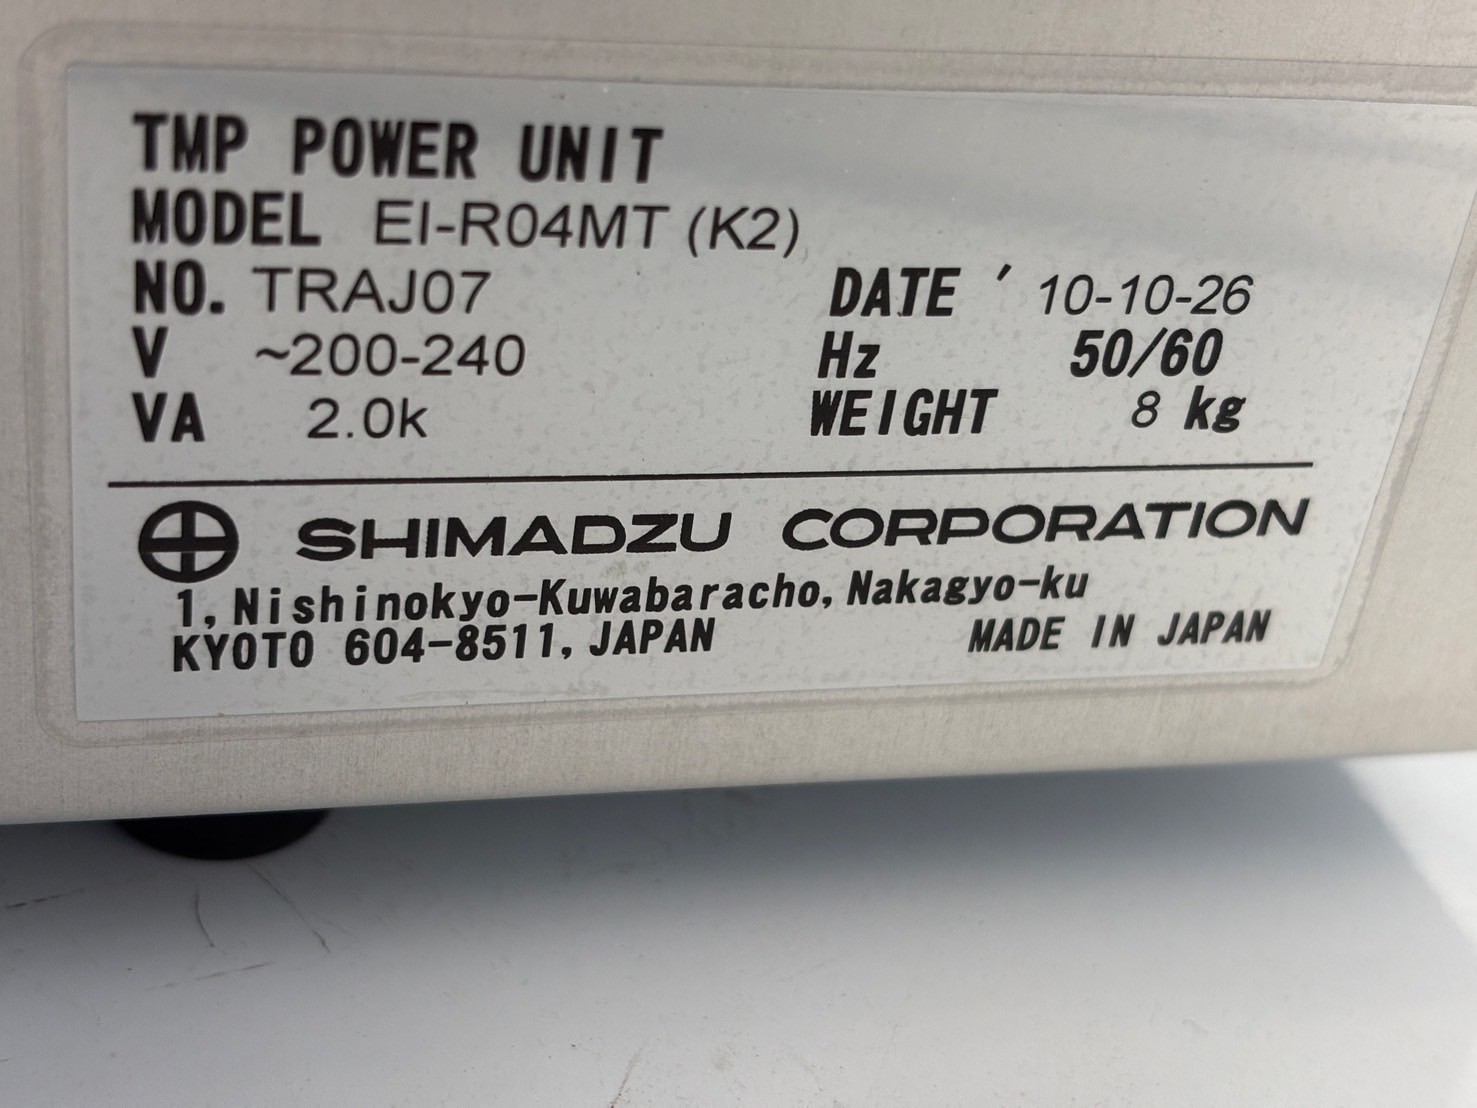 TMP POWER UNIT
MODEL EI-R04MT (K2)
NO. TRAJ07 DATE ' 10-10-26
V ~200-240 Hz 50/60
VA 2.0k WEIGHT 8 kg
SHIMADZU CORPORATION
1, Nishinokyo-Kuwabaracho, Nakagyo-ku
KYOTO 604-8511, JAPAN MADE IN JAPAN